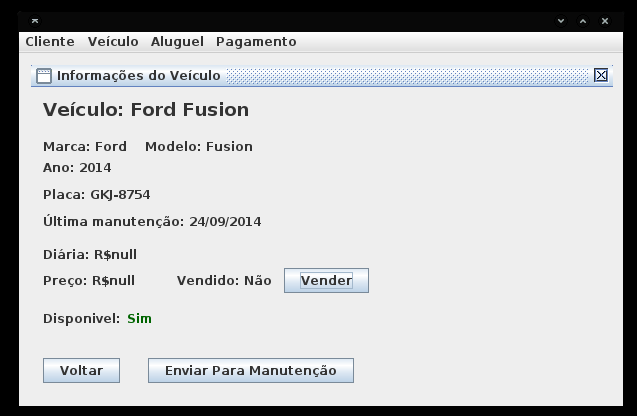 Cliente Veículo Aluguel Pagamento
Informações do Veículo
Veículo: Ford Fusion
Marca: Ford Modelo: Fusion
Ano: 2014
Placa: GKJ-8754
Última manutenção: 24/09/2014
Diária: R$null
Preço: R$null Vendido: Não Vender
Disponivel: Sim
Voltar Enviar Para Manutenção